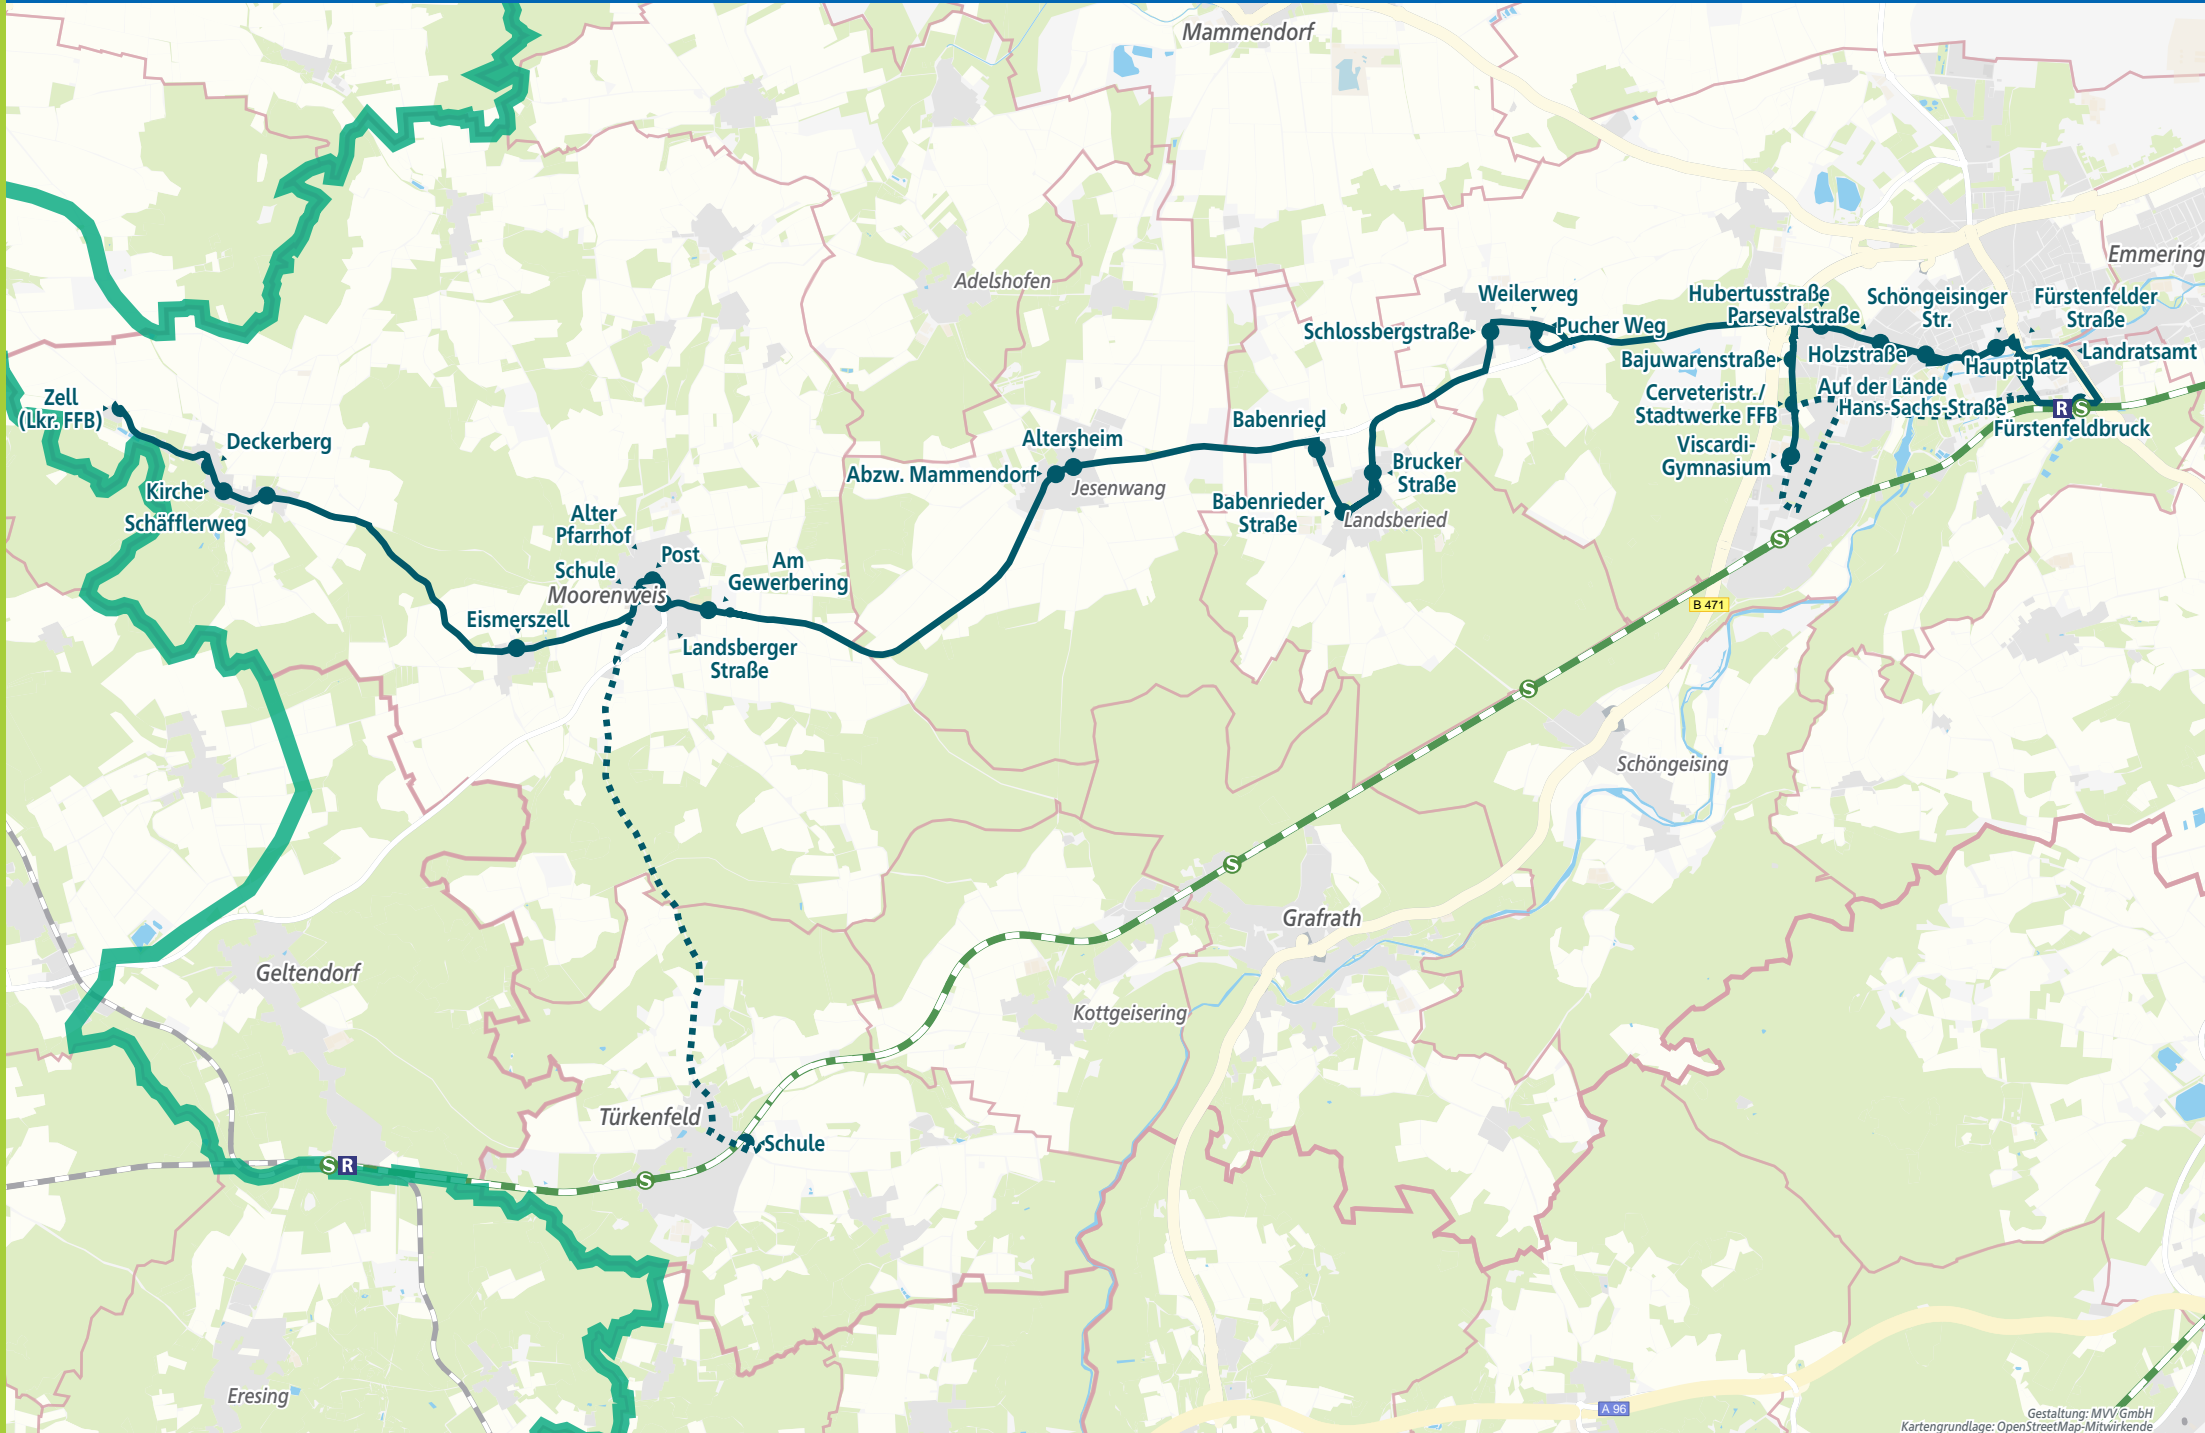 Mammendorf
Emmering
Adelshofen
Weilerweg
Hubertusstraße
Schöngeisinger
Str.
Fürstenfelder
Straße
Parsevalstraße
Schlossbergstraße
Pucher Weg
Bajuwarenstraße
Holzstraße
Landratsamt
Hauptplatz
Zell
(Lkr. FFB)
Cerveteristr./
Stadtwerke FFB
Auf der Lände
Hans-Sachs-Straße
R S
Fürstenfeldbruck
Babenried
Deckerberg
Altersheim
Viscardi-
Gymnasium
Abzw. Mammendorf
Jesenwang
Brucker
Straße
Kirche
Schäfflerweg
Babenrieder
Straße
Landsberied
Alter
Pfarrhof
Post
Am
Gewerbering
Schule
Moorenweis
S
Eismerszell
B 471
Landsberger
Straße
S
Schöngeising
S
Grafrath
Geltendorf
Kottgeisering
Türkenfeld
Schule
S R
S
Eresing
A 96
Gestaltung: MVV GmbH
Kartengrundlage: OpenStreetMap-Mitwirkende